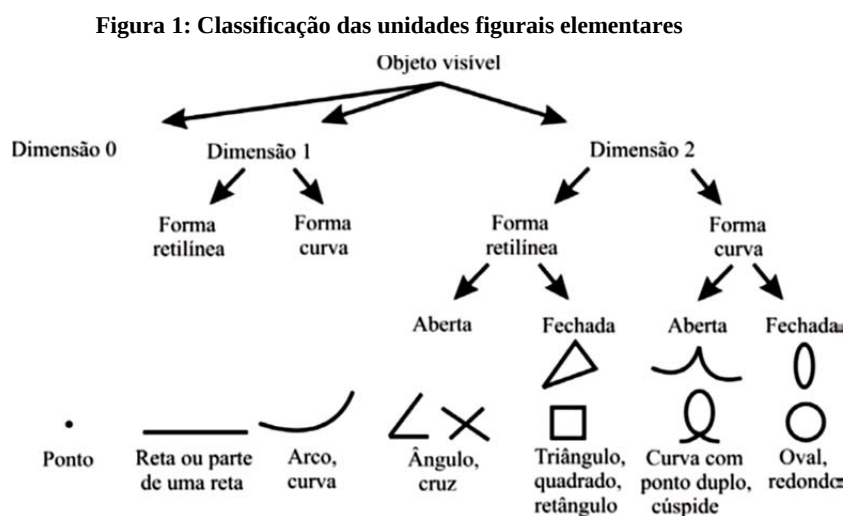 Figura 1: Classificação das unidades figurais elementares
Objeto visível
Dimensão 0
Dimensão 1
Dimensão 2
Forma
retilínea
Forma
curva
Forma
retilínea
Forma
curva
Aberta
Fechada
Aberta
Fechada
Ponto
Reta ou parte
de uma reta
Arco,
curva
Ângulo,
cruz
Triângulo,
quadrado,
retângulo
Curva com
ponto duplo,
cúspide
Oval,
redondo